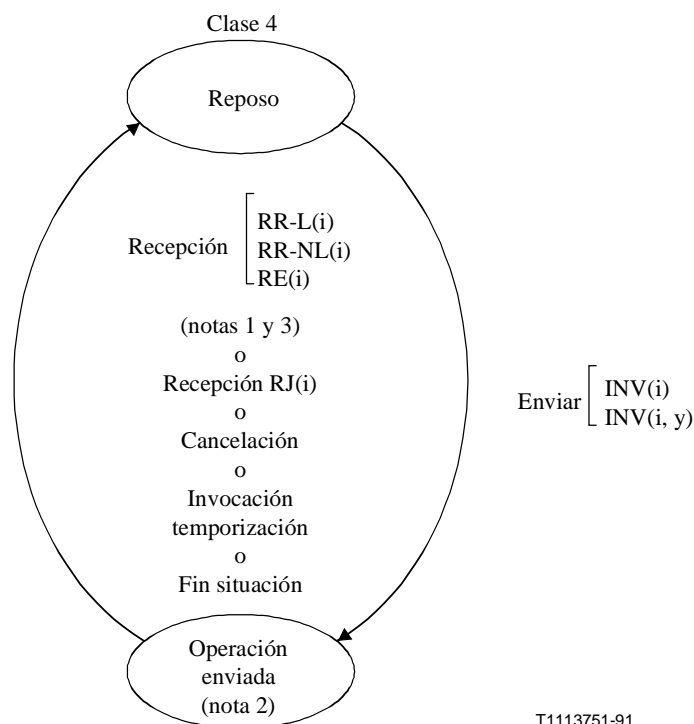 Clase 4
Reposo
Recepción
RR-L(i)
RR-NL(i)
RE(i)
(notas 1 y 3)
o
Recepción RJ(i)
o
Cancelación
o
Invocación
temporización
o
Fin situación
Enviar
INV(i)
INV(i, y)
Operación
enviada
(nota 2)
T1113751-91